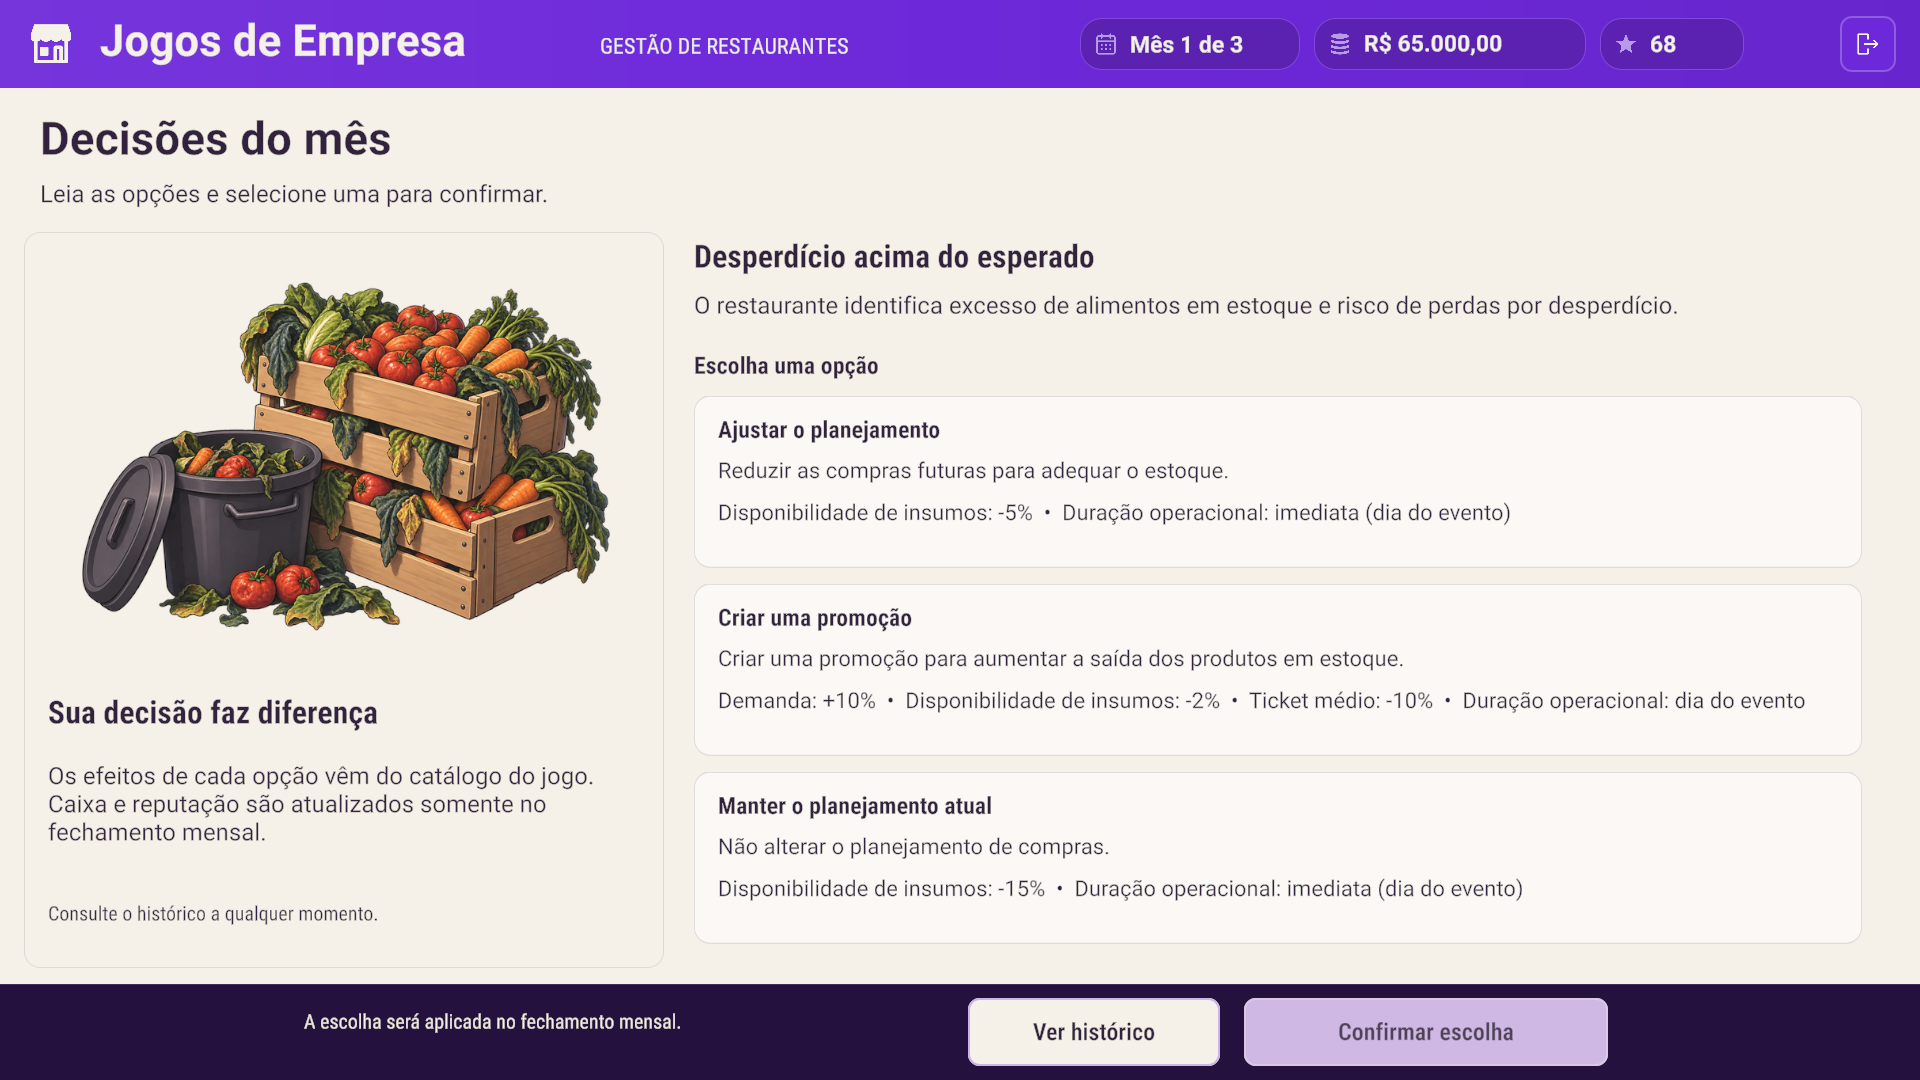 Jogos de Empresa
GESTÃO DE RESTAURANTES
Mês 1 de 3
R$ 65.000,00
68
Decisões do mês
Leia as opções e selecione uma para confirmar.
Sua decisão faz diferença
Os efeitos de cada opção vêm do catálogo do jogo.
Caixa e reputação são atualizados somente no
fechamento mensal.
Consulte o histórico a qualquer momento.
Desperdício acima do esperado
O restaurante identifica excesso de alimentos em estoque e risco de perdas por desperdício.
Escolha uma opção
Ajustar o planejamento
Reduzir as compras futuras para adequar o estoque.
Disponibilidade de insumos: -5% • Duração operacional: imediata (dia do evento)
Criar uma promoção
Criar uma promoção para aumentar a saída dos produtos em estoque.
Demanda: +10% • Disponibilidade de insumos: -2% • Ticket médio: -10% • Duração operacional: dia do evento
Manter o planejamento atual
Não alterar o planejamento de compras.
Disponibilidade de insumos: -15% • Duração operacional: imediata (dia do evento)
A escolha será aplicada no fechamento mensal.
Ver histórico
Confirmar escolha